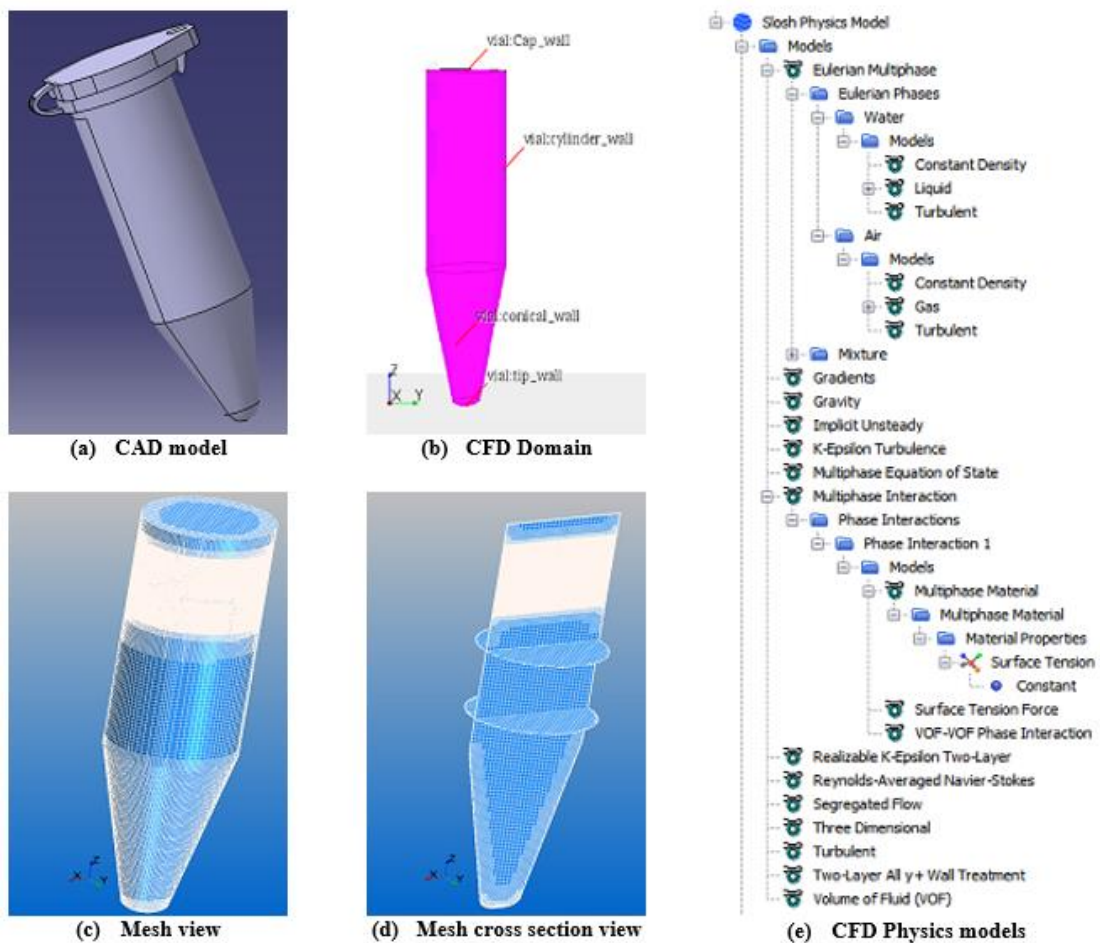 vial:Cap_wall
vial:cylinder_wall
vial:conical_wall
vial:tip_wall
Z
X Y
(a) CAD model
(b) CFD Domain
Z
X Y
(c) Mesh view
Z
X Y
(d) Mesh cross section view
Slosh Physics Model
Models
Eulerian Multiphase
Eulerian Phases
Water
Models
Constant Density
Liquid
Turbulent
Air
Models
Constant Density
Gas
Turbulent
Mixture
Gradients
Gravity
Implicit Unsteady
K-Epsilon Turbulence
Multiphase Equation of State
Multiphase Interaction
Phase Interactions
Phase Interaction 1
Models
Multiphase Material
Multiphase Material
Material Properties
Surface Tension
Constant
Surface Tension Force
VOF-VOF Phase Interaction
Realizable K-Epsilon Two-Layer
Reynolds-Averaged Navier-Stokes
Segregated Flow
Three Dimensional
Turbulent
Two-Layer All y+ Wall Treatment
Volume of Fluid (VOF)
(e) CFD Physics models